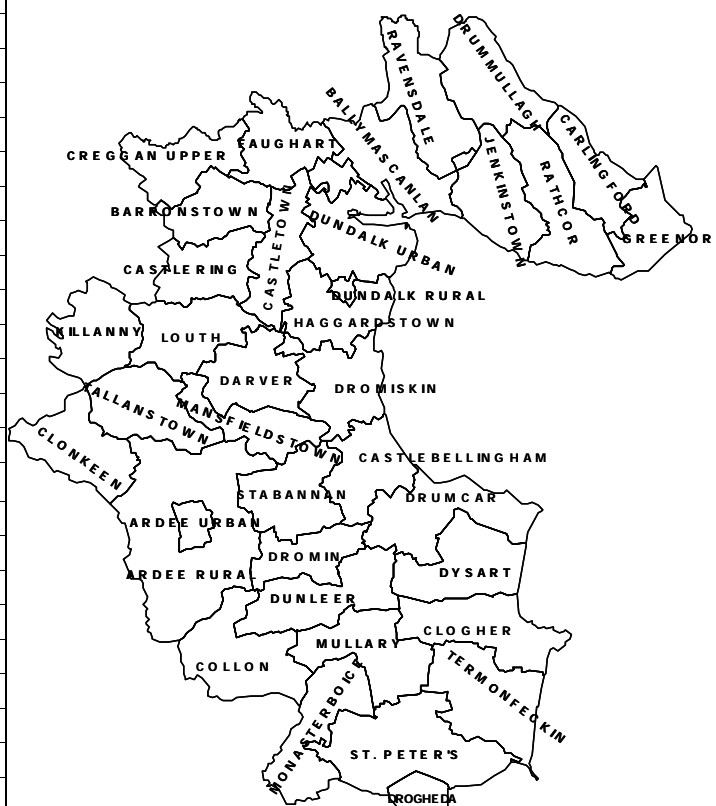 RAVENSDALE
DRUMMULLAGH
BALLYMASCANLAN
CARLINGFORD
JENKINSTOWN
RATHCOR
GREENOR
FAUGHART
CREGGAN UPPER
BARRONSTOWN
CASTLETOWN
DUNDALK URBAN
CASTLERING
DUNDALK RURAL
HAGGARDSTOWN
KILLANNY
LOUTH
DARVER
DROMISKIN
TALLANSTOWN
MANSFIELDSTOWN
CLONKEEN
CASTLEBELLINGHAM
STABANNAN
DRUMCAR
ARDEE URBAN
DROMIN
ARDEE RURAL
DYSART
DUNLEER
CLOGHER
MULLARY
COLLON
TERMONFECKIN
MONASTERBOICE
ST. PETER'S
DROGHEDA